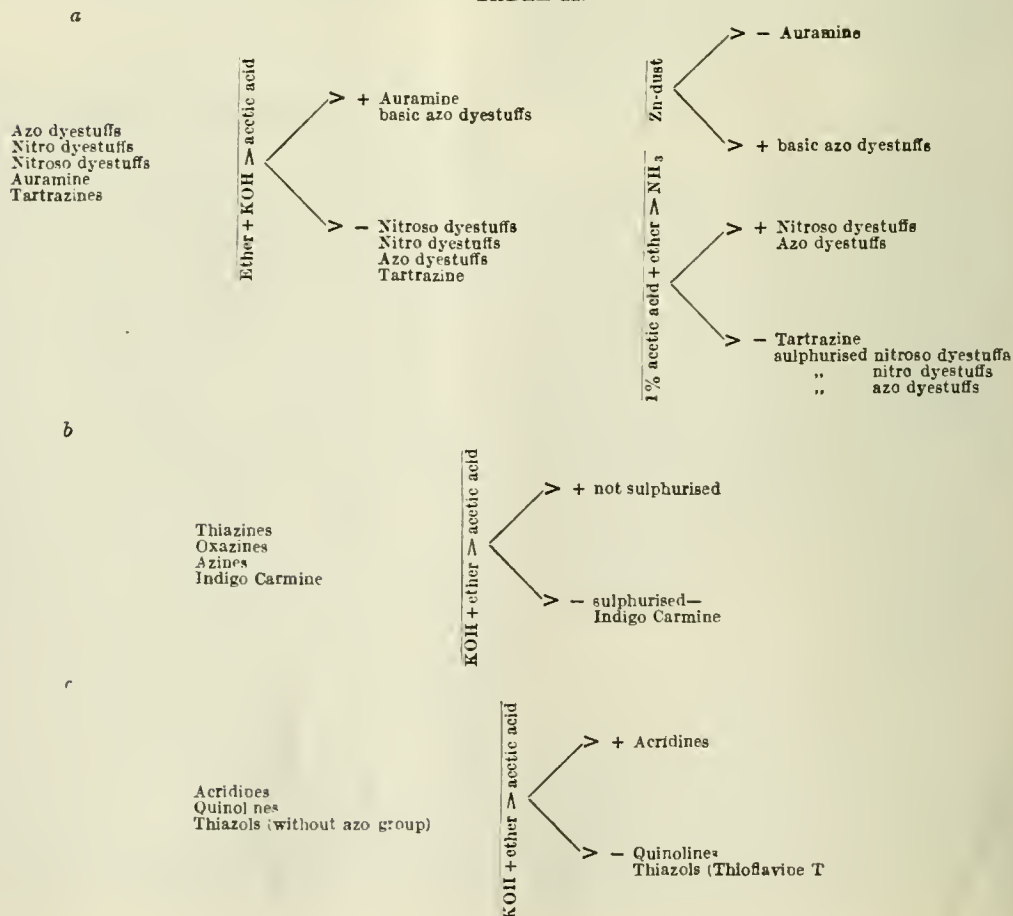 a
Azo dyestuffs
Nitro dyestuffs
Nitroso dyestuffs
Auramine
Tartrazines
Ether + KOH > acetic acid
> + Auramine
basic azo dyestuffs
> − Nitroso dyestuffs
Nitro dyestuffs
Azo dyestuffs
Tartrazine
Zn-dust
> − Auramine
> + basic azo dyestuffs
1% acetic acid + ether > NH₃
> + Nitroso dyestuffs
Azo dyestuffs
> − Tartrazine
sulphurised nitroso dyestuffs
„ nitro dyestuffs
„ azo dyestuffs
b
Thiazines
Oxazines
Azines
Indigo Carmine
KOH + ether > acetic acid
> + not sulphurised
> − sulphurised—
Indigo Carmine
c
Acridines
Quinol nes
Thiazols (without azo group)
KOH + ether > acetic acid
> + Acridines
> − Quinolines
Thiazols (Thioflavine T